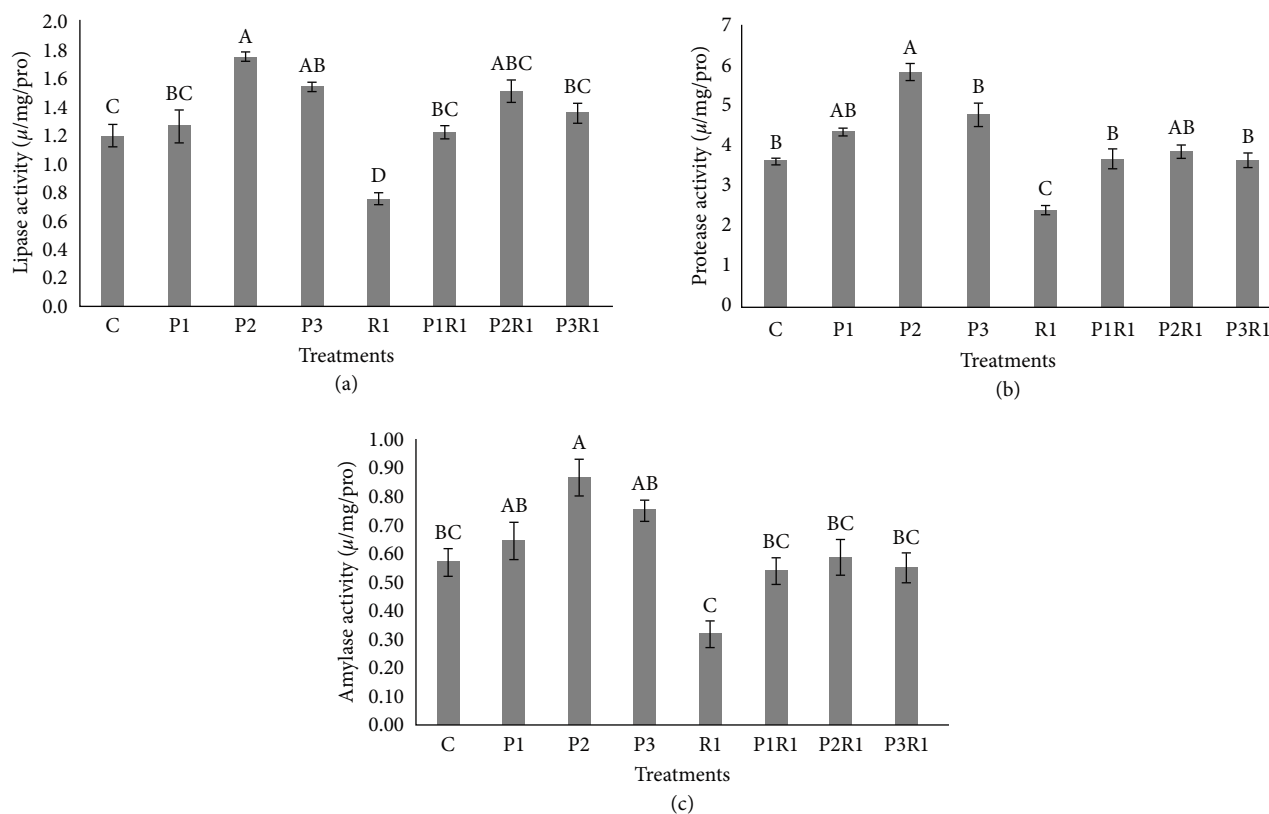 Lipase activity (μ/mg/pro)
2.0
1.8
1.6
1.4
1.2
1.0
0.8
0.6
0.4
0.2
0.0
C BC A AB D BC ABC BC
C P1 P2 P3 R1 P1R1 P2R1 P3R1
Treatments
(a)
Protease activity (μ/mg/pro)
7
6
5
4
3
2
1
0
B AB A B C B AB B
C P1 P2 P3 R1 P1R1 P2R1 P3R1
Treatments
(b)
Amylase activity (μ/mg/pro)
1.00
0.90
0.80
0.70
0.60
0.50
0.40
0.30
0.20
0.10
0.00
BC AB A AB C BC BC BC
C P1 P2 P3 R1 P1R1 P2R1 P3R1
Treatments
(c)